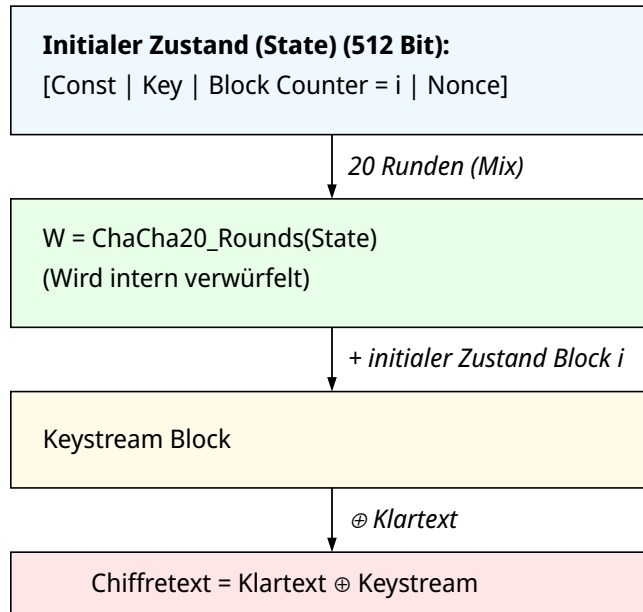 Initialer Zustand (State) (512 Bit):
[Const | Key | Block Counter = i | Nonce]
20 Runden (Mix)
W = ChaCha20_Rounds(State)
(Wird intern verwürfelt)
+ initialer Zustand Block i
Keystream Block
⊕ Klartext
Chiffretext = Klartext ⊕ Keystream